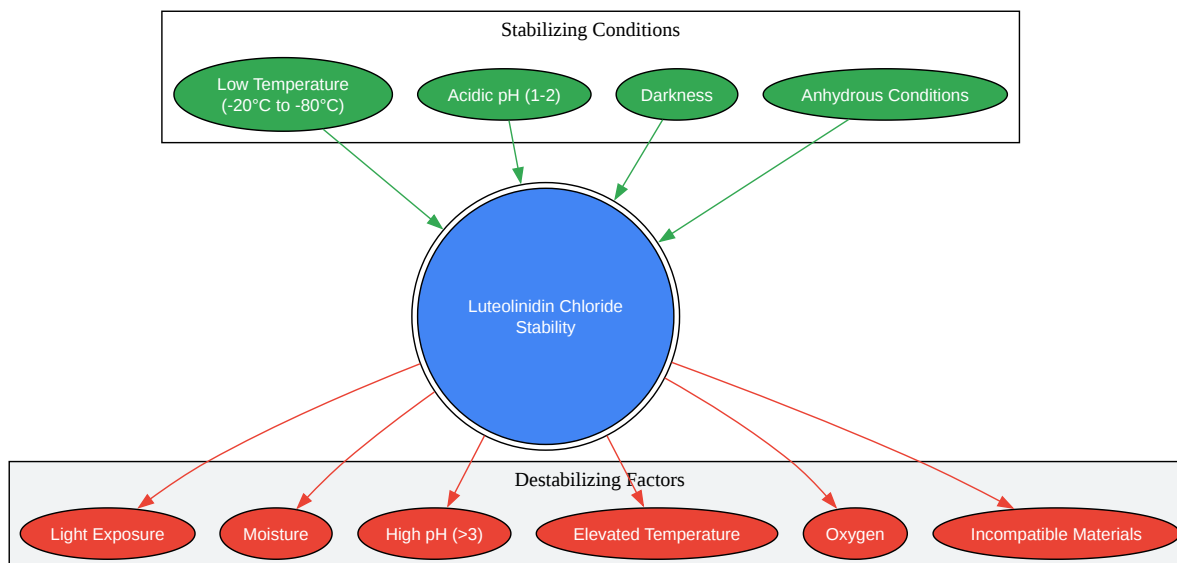 Stabilizing Conditions
Low Temperature
(-20°C to -80°C)
Acidic pH (1-2)
Darkness
Anhydrous Conditions
Luteolinidin Chloride
Stability
Destabilizing Factors
Light Exposure
Moisture
High pH (>3)
Elevated Temperature
Oxygen
Incompatible Materials